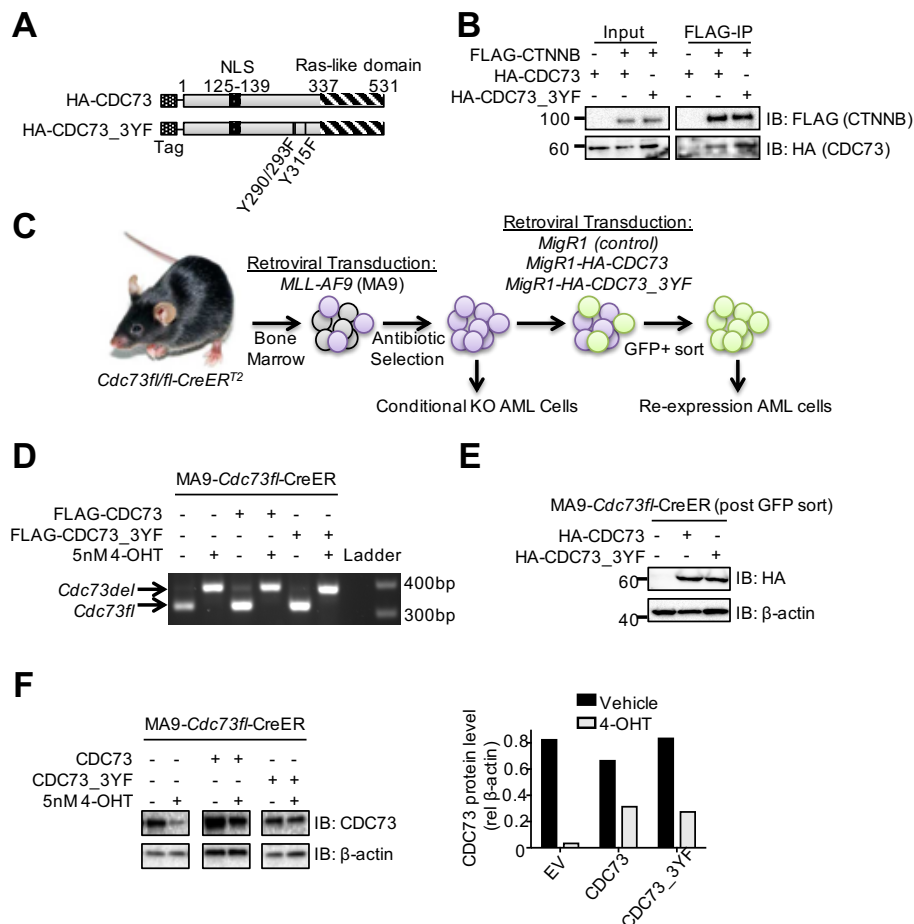 A
NLS
Ras-like domain
1 125-139 337 531
HA-CDC73
HA-CDC73_3YF
Tag
Y290/293F
Y315F
B
Input FLAG-IP
FLAG-CTNNB - + + - + +
HA-CDC73 + + - + + -
HA-CDC73_3YF - - + - - +
100
IB: FLAG (CTNNB)
60
IB: HA (CDC73)
C
Retroviral Transduction:
MLL-AF9 (MA9)
Retroviral Transduction:
MigR1 (control)
MigR1-HA-CDC73
MigR1-HA-CDC73_3YF
Bone
Marrow
Antibiotic
Selection
GFP+ sort
Cdc73fl/fl-CreERT2
Conditional KO AML Cells
Re-expression AML cells
D
MA9-Cdc73fl-CreER
FLAG-CDC73 - - + + - -
FLAG-CDC73_3YF - - - - + +
5nM 4-OHT - + - + - + Ladder
Cdc73del
Cdc73fl
400bp
300bp
E
MA9-Cdc73fl-CreER (post GFP sort)
HA-CDC73 - + -
HA-CDC73_3YF - - +
60
IB: HA
40
IB: β-actin
F
MA9-Cdc73fl-CreER
CDC73 - - + + - -
CDC73_3YF - - - - + +
5nM 4-OHT - + - + - +
IB: CDC73
IB: β-actin
Vehicle
4-OHT
CDC73 protein level
(rel β-actin)
0.8
0.6
0.4
0.2
0
EV
CDC73
CDC73_3YF